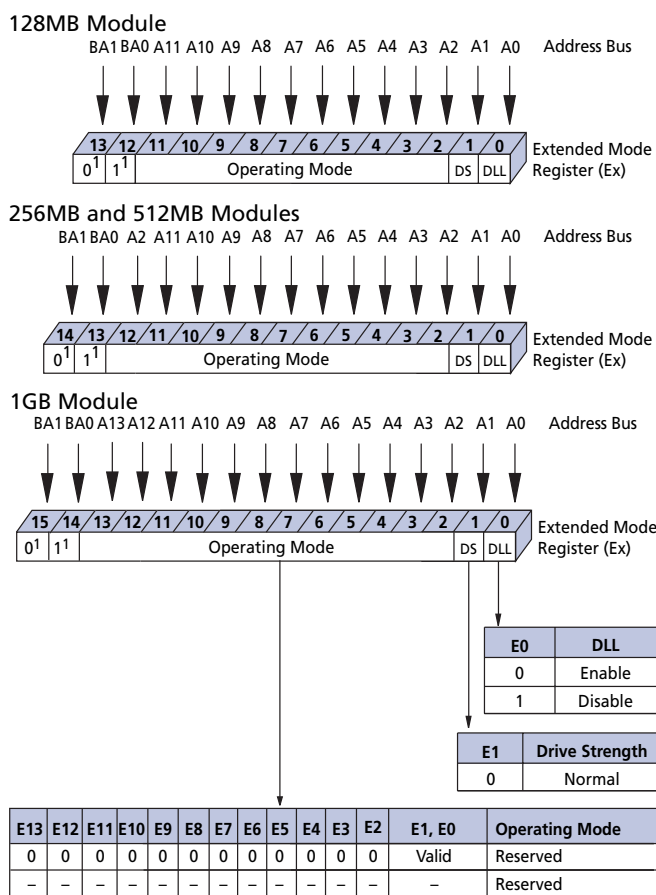 128MB Module
BA1 BA0 A11 A10 A9 A8 A7 A6 A5 A4 A3 A2 A1 A0 Address Bus
13 12 11 10 9 8 7 6 5 4 3 2 1 0
0¹ 1¹ Operating Mode DS DLL
Extended Mode
Register (Ex)
256MB and 512MB Modules
BA1 BA0 A2 A11 A10 A9 A8 A7 A6 A5 A4 A3 A2 A1 A0 Address Bus
14 13 12 11 10 9 8 7 6 5 4 3 2 1 0
0¹ 1¹ Operating Mode DS DLL
Extended Mode
Register (Ex)
1GB Module
BA1 BA0 A13 A12 A11 A10 A9 A8 A7 A6 A5 A4 A3 A2 A1 A0 Address Bus
15 14 13 12 11 10 9 8 7 6 5 4 3 2 1 0
0¹ 1¹ Operating Mode DS DLL
Extended Mode
Register (Ex)
E0 DLL
0 Enable
1 Disable
E1 Drive Strength
0 Normal
E13 E12 E11 E10 E9 E8 E7 E6 E5 E4 E3 E2 E1, E0 Operating Mode
0 0 0 0 0 0 0 0 0 0 0 0 Valid Reserved
– – – – – – – – – – – – – Reserved